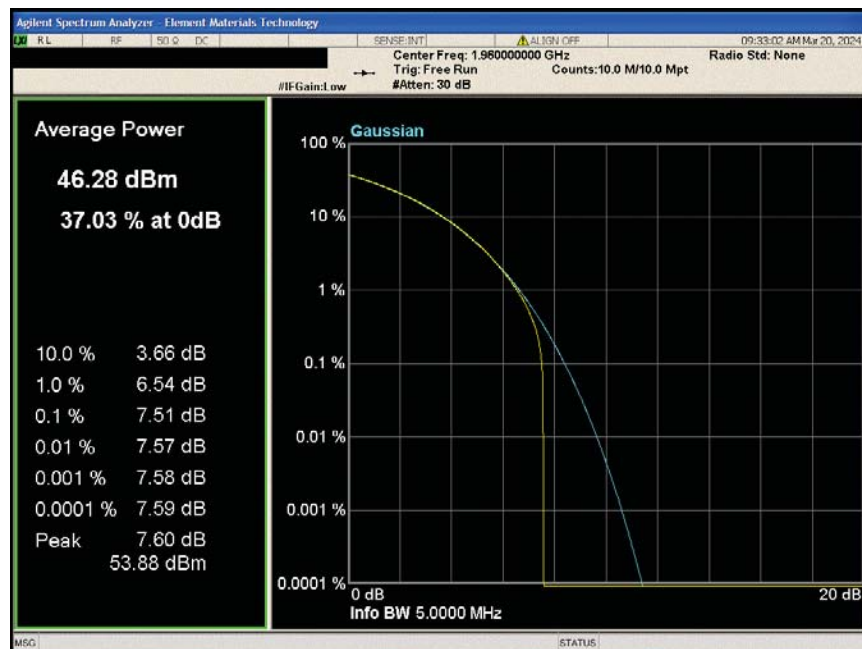 Agilent Spectrum Analyzer - Element Materials Technology
LXI RL RF 50 Ω DC SENSE:INT ALIGN OFF 09:33:02 AM Mar 20, 2024
Center Freq: 1.960000000 GHz Radio Std: None
Trig: Free Run Counts:10.0 M/10.0 Mpt
#IFGain:Low #Atten: 30 dB
Average Power
46.28 dBm
37.03 % at 0dB
10.0 % 3.66 dB
1.0 % 6.54 dB
0.1 % 7.51 dB
0.01 % 7.57 dB
0.001 % 7.58 dB
0.0001 % 7.59 dB
Peak 7.60 dB
53.88 dBm
Gaussian
100 %
10 %
1 %
0.1 %
0.01 %
0.001 %
0.0001 %
0 dB 20 dB
Info BW 5.0000 MHz
MSG STATUS